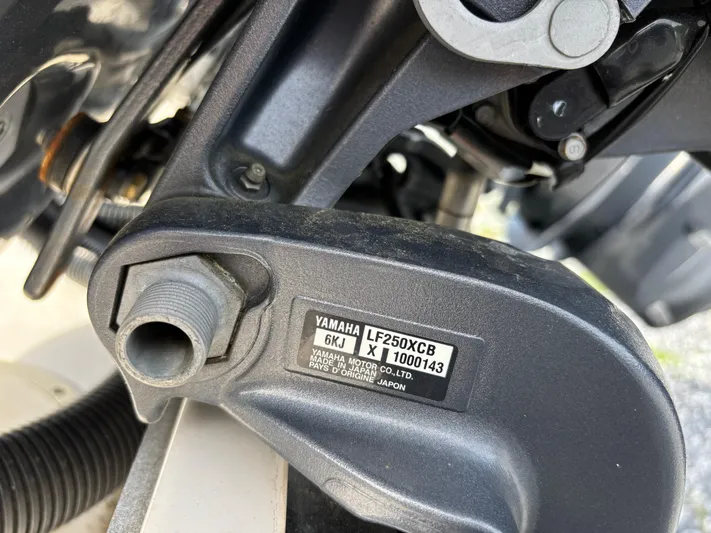 YAMAHA LF250XCB
6KJ X 1000143
YAMAHA MOTOR CO.,LTD.
MADE IN JAPAN
PAYS D'ORIGINE JAPON